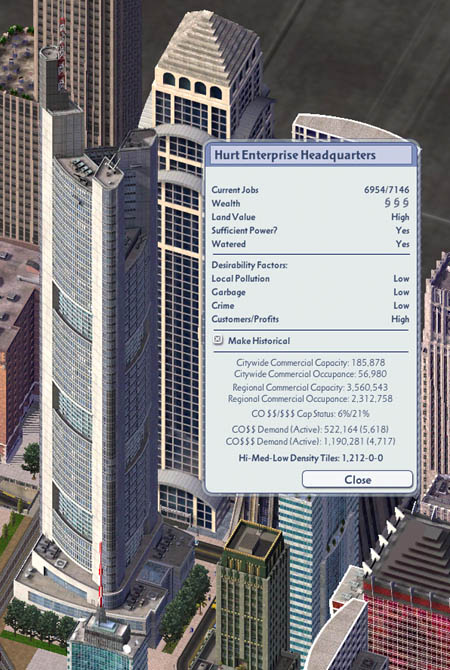 Hurt Enterprise Headquarters
Current Jobs 6954/7146
Wealth § § §
Land Value High
Sufficient Power? Yes
Watered Yes
Desirability Factors:
Local Pollution Low
Garbage Low
Crime Low
Customers/Profits High
Make Historical
Citywide Commercial Capacity: 185,878
Citywide Commercial Occupance: 56,980
Regional Commercial Capacity: 3,560,543
Regional Commercial Occupance: 2,312,758
CO $$/$$$ Cap Status: 6%/21%
CO$$ Demand (Active): 522,164 (5,618)
CO$$$ Demand (Active): 1,190,281 (4,717)
Hi-Med-Low Density Tiles: 1,212-0-0
Close